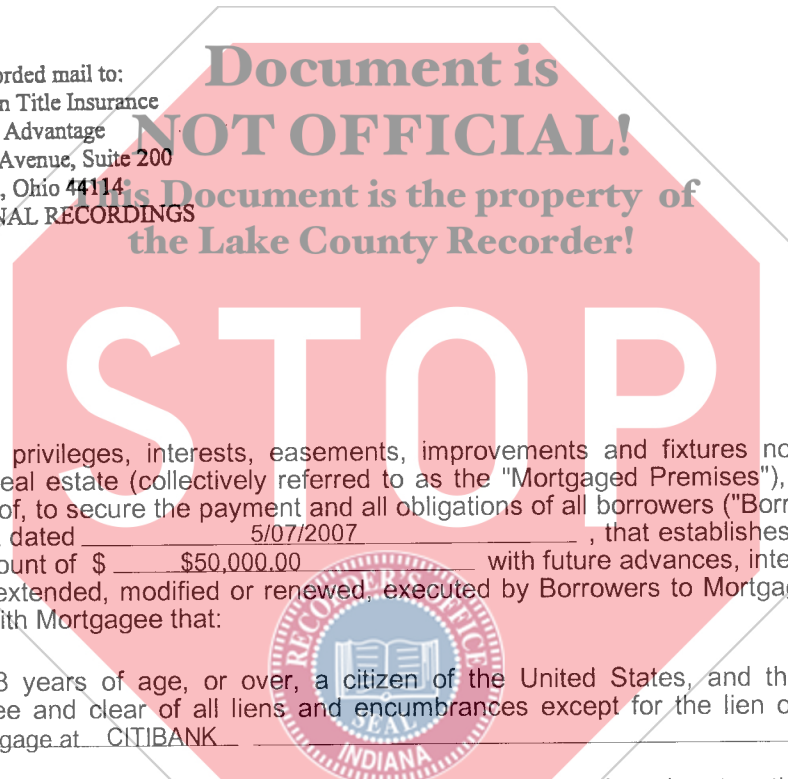 Document is
NOT OFFICIAL!
This Document is the property of
the Lake County Recorder!
orded mail to:
n Title Insurance
Advantage
Avenue, Suite 200
, Ohio 44114
NAL RECORDINGS
STOP
privileges, interests, easements, improvements and fixtures no
eal estate (collectively referred to as the "Mortgaged Premises"),
of, to secure the payment and all obligations of all borrowers ("Borr
dated 5/07/2007 , that establishes
ount of $ $50,000.00 with future advances, inte
extended, modified or renewed, executed by Borrowers to Mortga
ith Mortgagee that:
8 years of age, or over, a citizen of the United States, and th
ee and clear of all liens and encumbrances except for the lien o
gage at CITIBANK
RECORDER'S OFFICE
SEAL
INDIANA